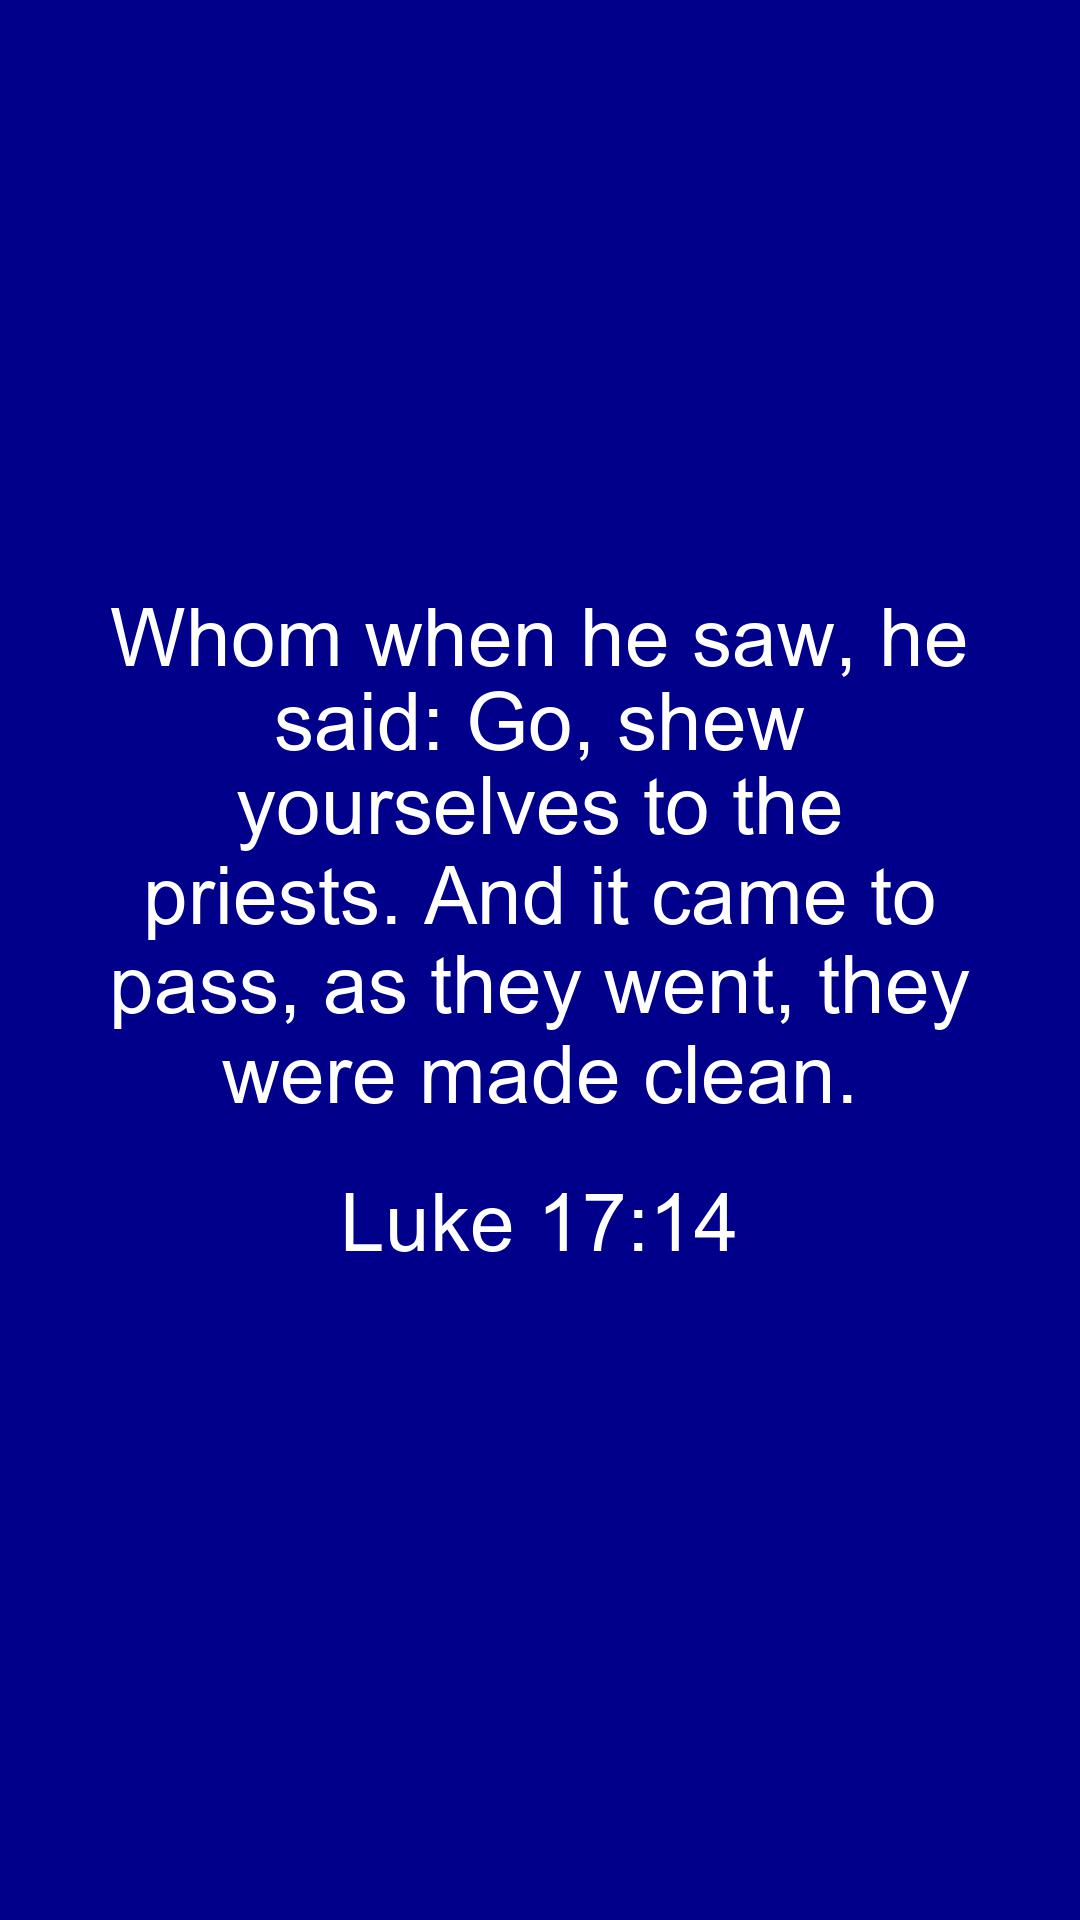 Whom when he saw, he
said: Go, shew
yourselves to the
priests. And it came to
pass, as they went, they
were made clean.
Luke 17:14